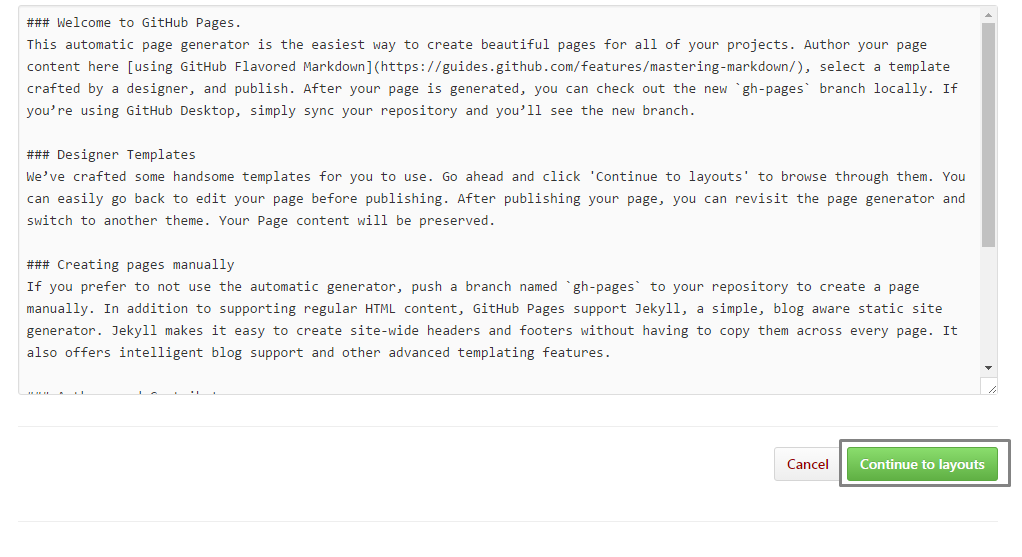 ### Welcome to GitHub Pages.
This automatic page generator is the easiest way to create beautiful pages for all of your projects. Author your page
content here [using GitHub Flavored Markdown](https://guides.github.com/features/mastering-markdown/), select a template
crafted by a designer, and publish. After your page is generated, you can check out the new `gh-pages` branch locally. If
you’re using GitHub Desktop, simply sync your repository and you’ll see the new branch.
### Designer Templates
We’ve crafted some handsome templates for you to use. Go ahead and click 'Continue to layouts' to browse through them. You
can easily go back to edit your page before publishing. After publishing your page, you can revisit the page generator and
switch to another theme. Your Page content will be preserved.
### Creating pages manually
If you prefer to not use the automatic generator, push a branch named `gh-pages` to your repository to create a page
manually. In addition to supporting regular HTML content, GitHub Pages support Jekyll, a simple, blog aware static site
generator. Jekyll makes it easy to create site-wide headers and footers without having to copy them across every page. It
also offers intelligent blog support and other advanced templating features.
Cancel
Continue to layouts